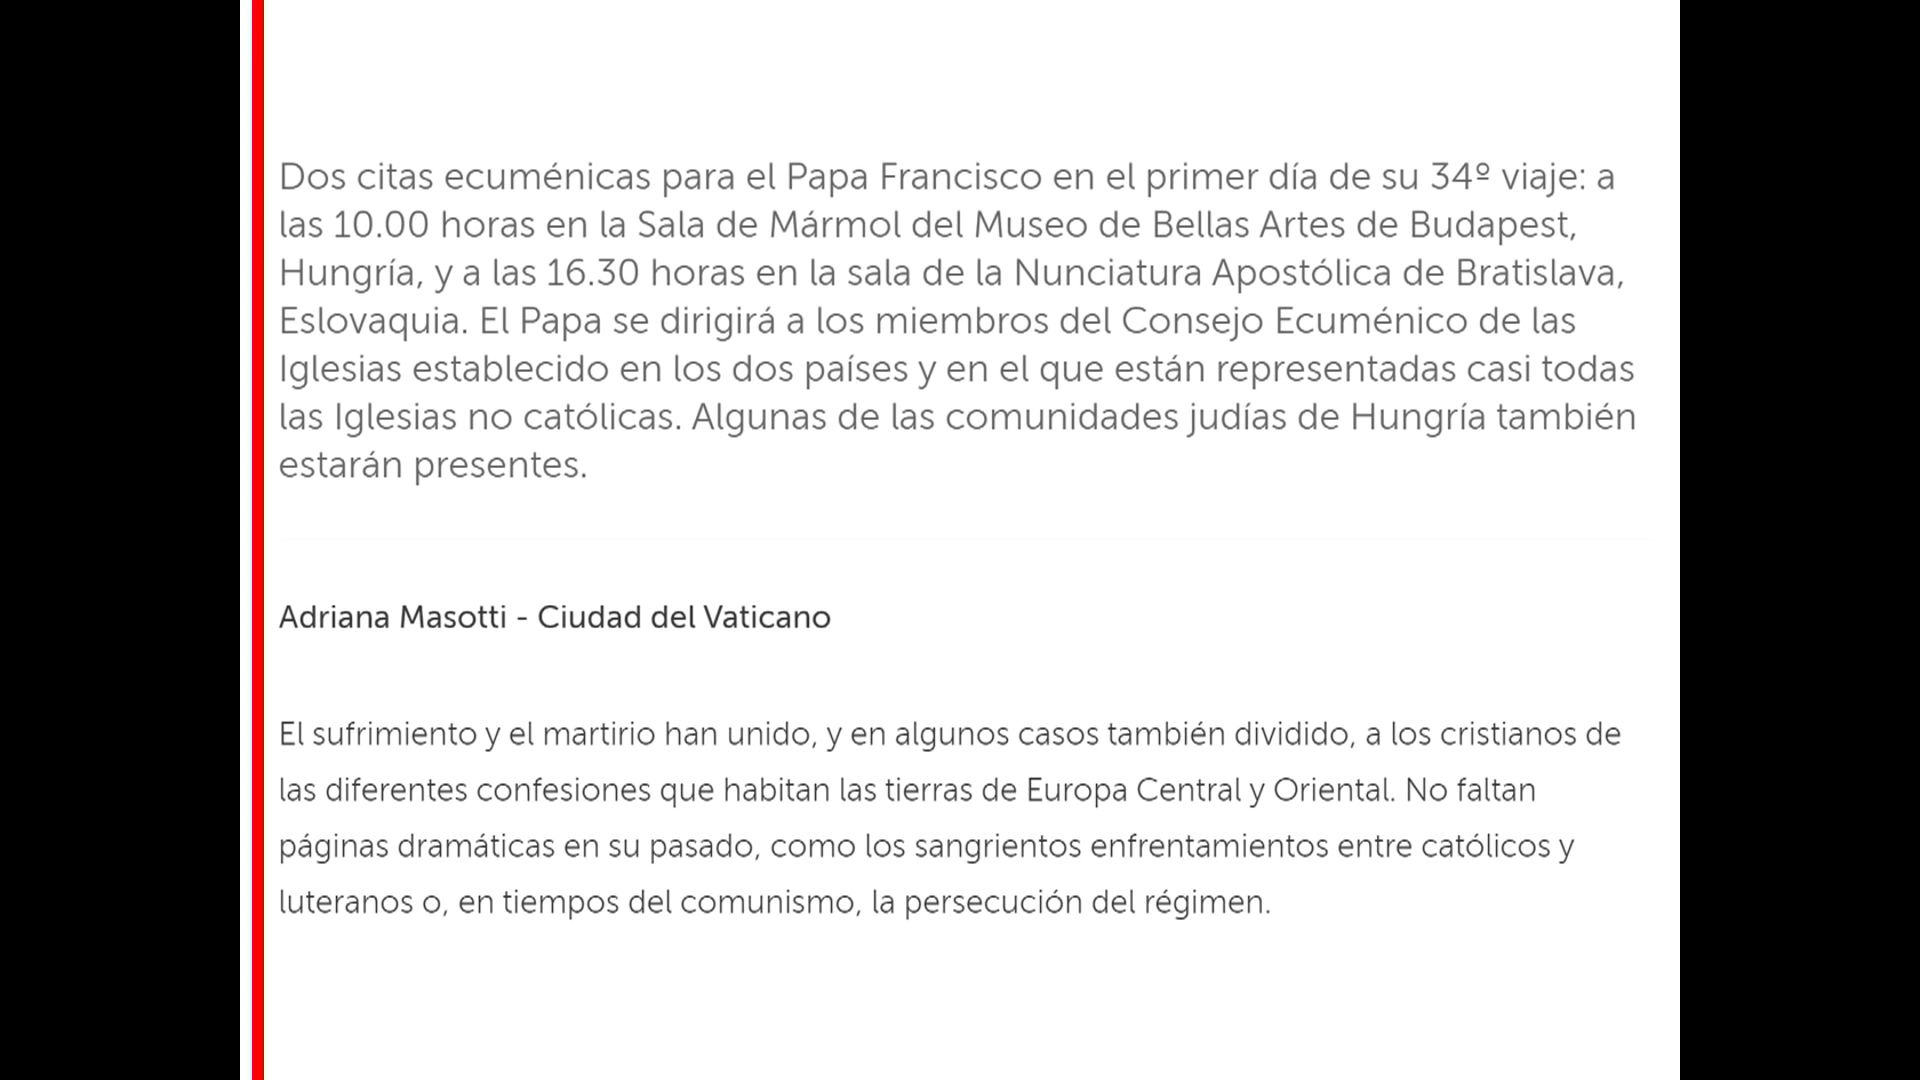 Dos citas ecuménicas para el Papa Francisco en el primer día de su 34º viaje: a
las 10.00 horas en la Sala de Mármol del Museo de Bellas Artes de Budapest,
Hungría, y a las 16.30 horas en la sala de la Nunciatura Apostólica de Bratislava,
Eslovaquia. El Papa se dirigirá a los miembros del Consejo Ecuménico de las
Iglesias establecido en los dos países y en el que están representadas casi todas
las Iglesias no católicas. Algunas de las comunidades judías de Hungría también
estarán presentes.
Adriana Masotti - Ciudad del Vaticano
El sufrimiento y el martirio han unido, y en algunos casos también dividido, a los cristianos de
las diferentes confesiones que habitan las tierras de Europa Central y Oriental. No faltan
páginas dramáticas en su pasado, como los sangrientos enfrentamientos entre católicos y
luteranos o, en tiempos del comunismo, la persecución del régimen.